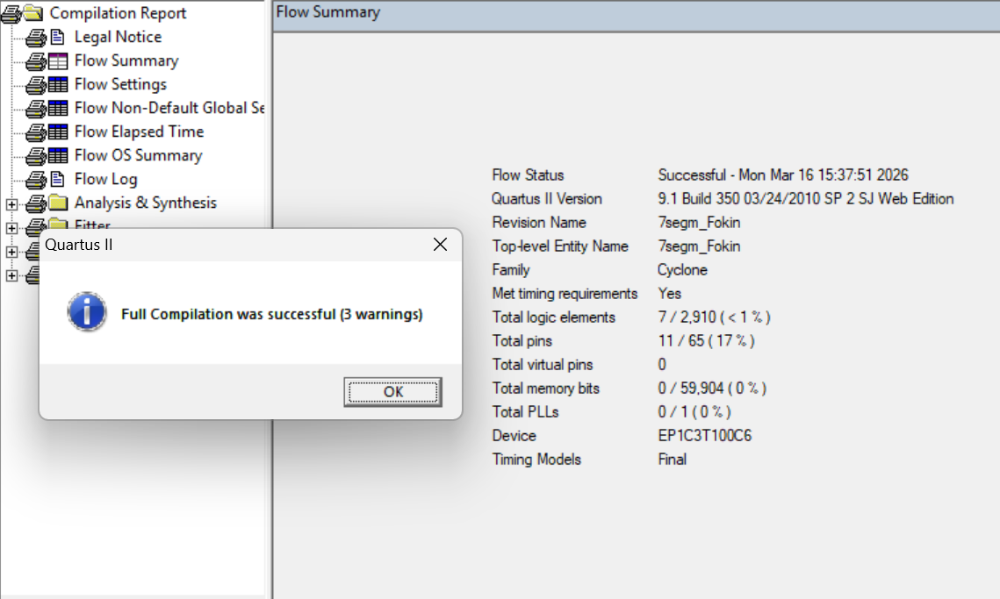 Compilation Report
Legal Notice
Flow Summary
Flow Settings
Flow Non-Default Global Se
Flow Elapsed Time
Flow OS Summary
Flow Log
Analysis & Synthesis
Fitter
Quartus II
Full Compilation was successful (3 warnings)
OK
Flow Summary
Flow Status Successful - Mon Mar 16 15:37:51 2026
Quartus II Version 9.1 Build 350 03/24/2010 SP 2 SJ Web Edition
Revision Name 7segm_Fokin
Top-level Entity Name 7segm_Fokin
Family Cyclone
Met timing requirements Yes
Total logic elements 7 / 2,910 ( < 1 % )
Total pins 11 / 65 ( 17 % )
Total virtual pins 0
Total memory bits 0 / 59,904 ( 0 % )
Total PLLs 0 / 1 ( 0 % )
Device EP1C3T100C6
Timing Models Final